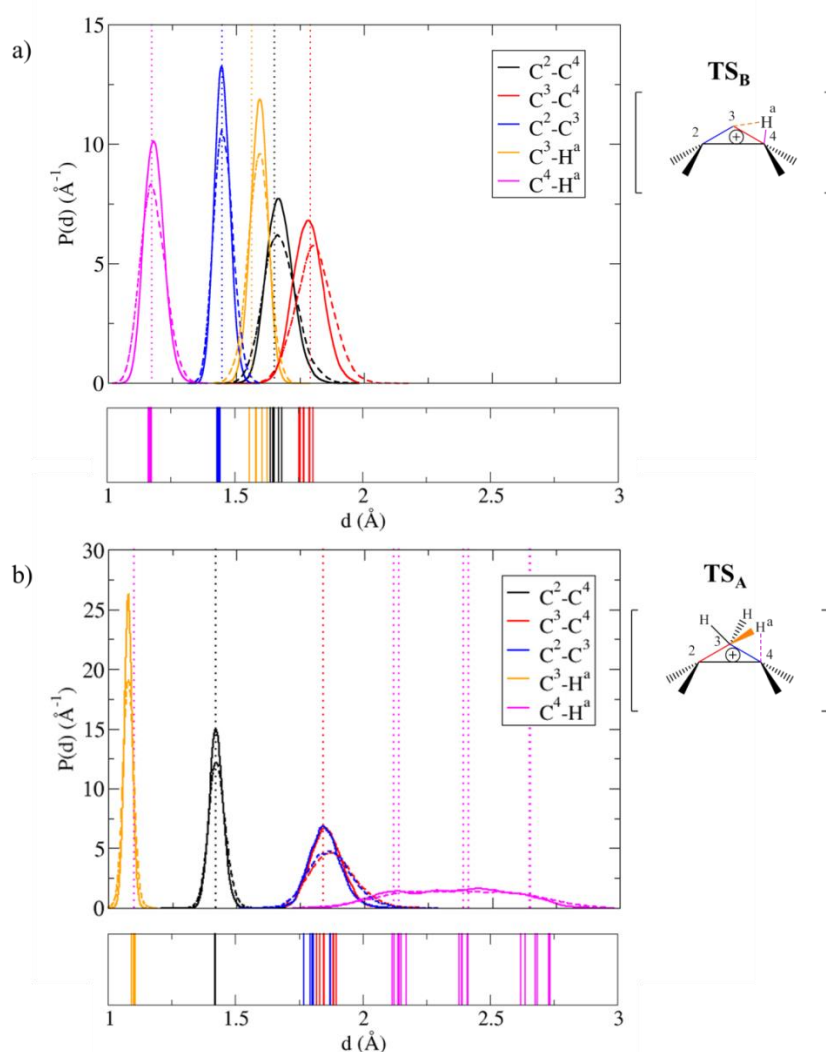 a)
15
10
5
0
P(d) (Å⁻¹)
C²-C⁴
C³-C⁴
C²-C³
C³-Hᵃ
C⁴-Hᵃ
TS_B
a
3
H
2
4
+
1
1.5
2
2.5
3
d (Å)
b)
30
25
20
15
10
5
0
P(d) (Å⁻¹)
C²-C⁴
C³-C⁴
C²-C³
C³-Hᵃ
C⁴-Hᵃ
TS_A
H
H
Hᵃ
3
2
4
+
1
1.5
2
2.5
3
d (Å)